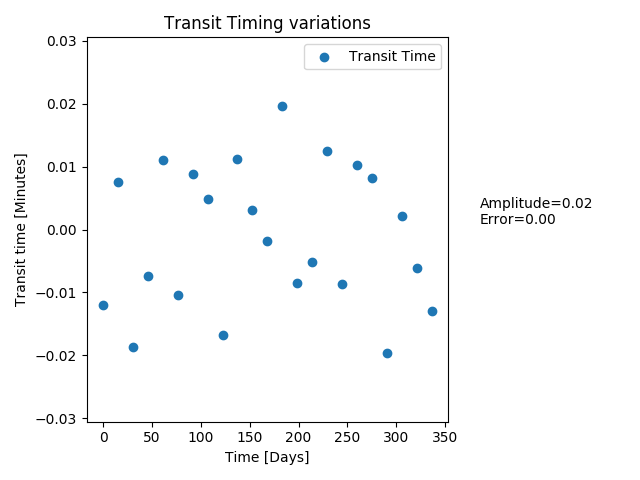 Transit Timing variations
Transit Time
Transit time [Minutes]
0.03
0.02
0.01
0.00
−0.01
−0.02
−0.03
0 50 100 150 200 250 300 350
Time [Days]
Amplitude=0.02
Error=0.00